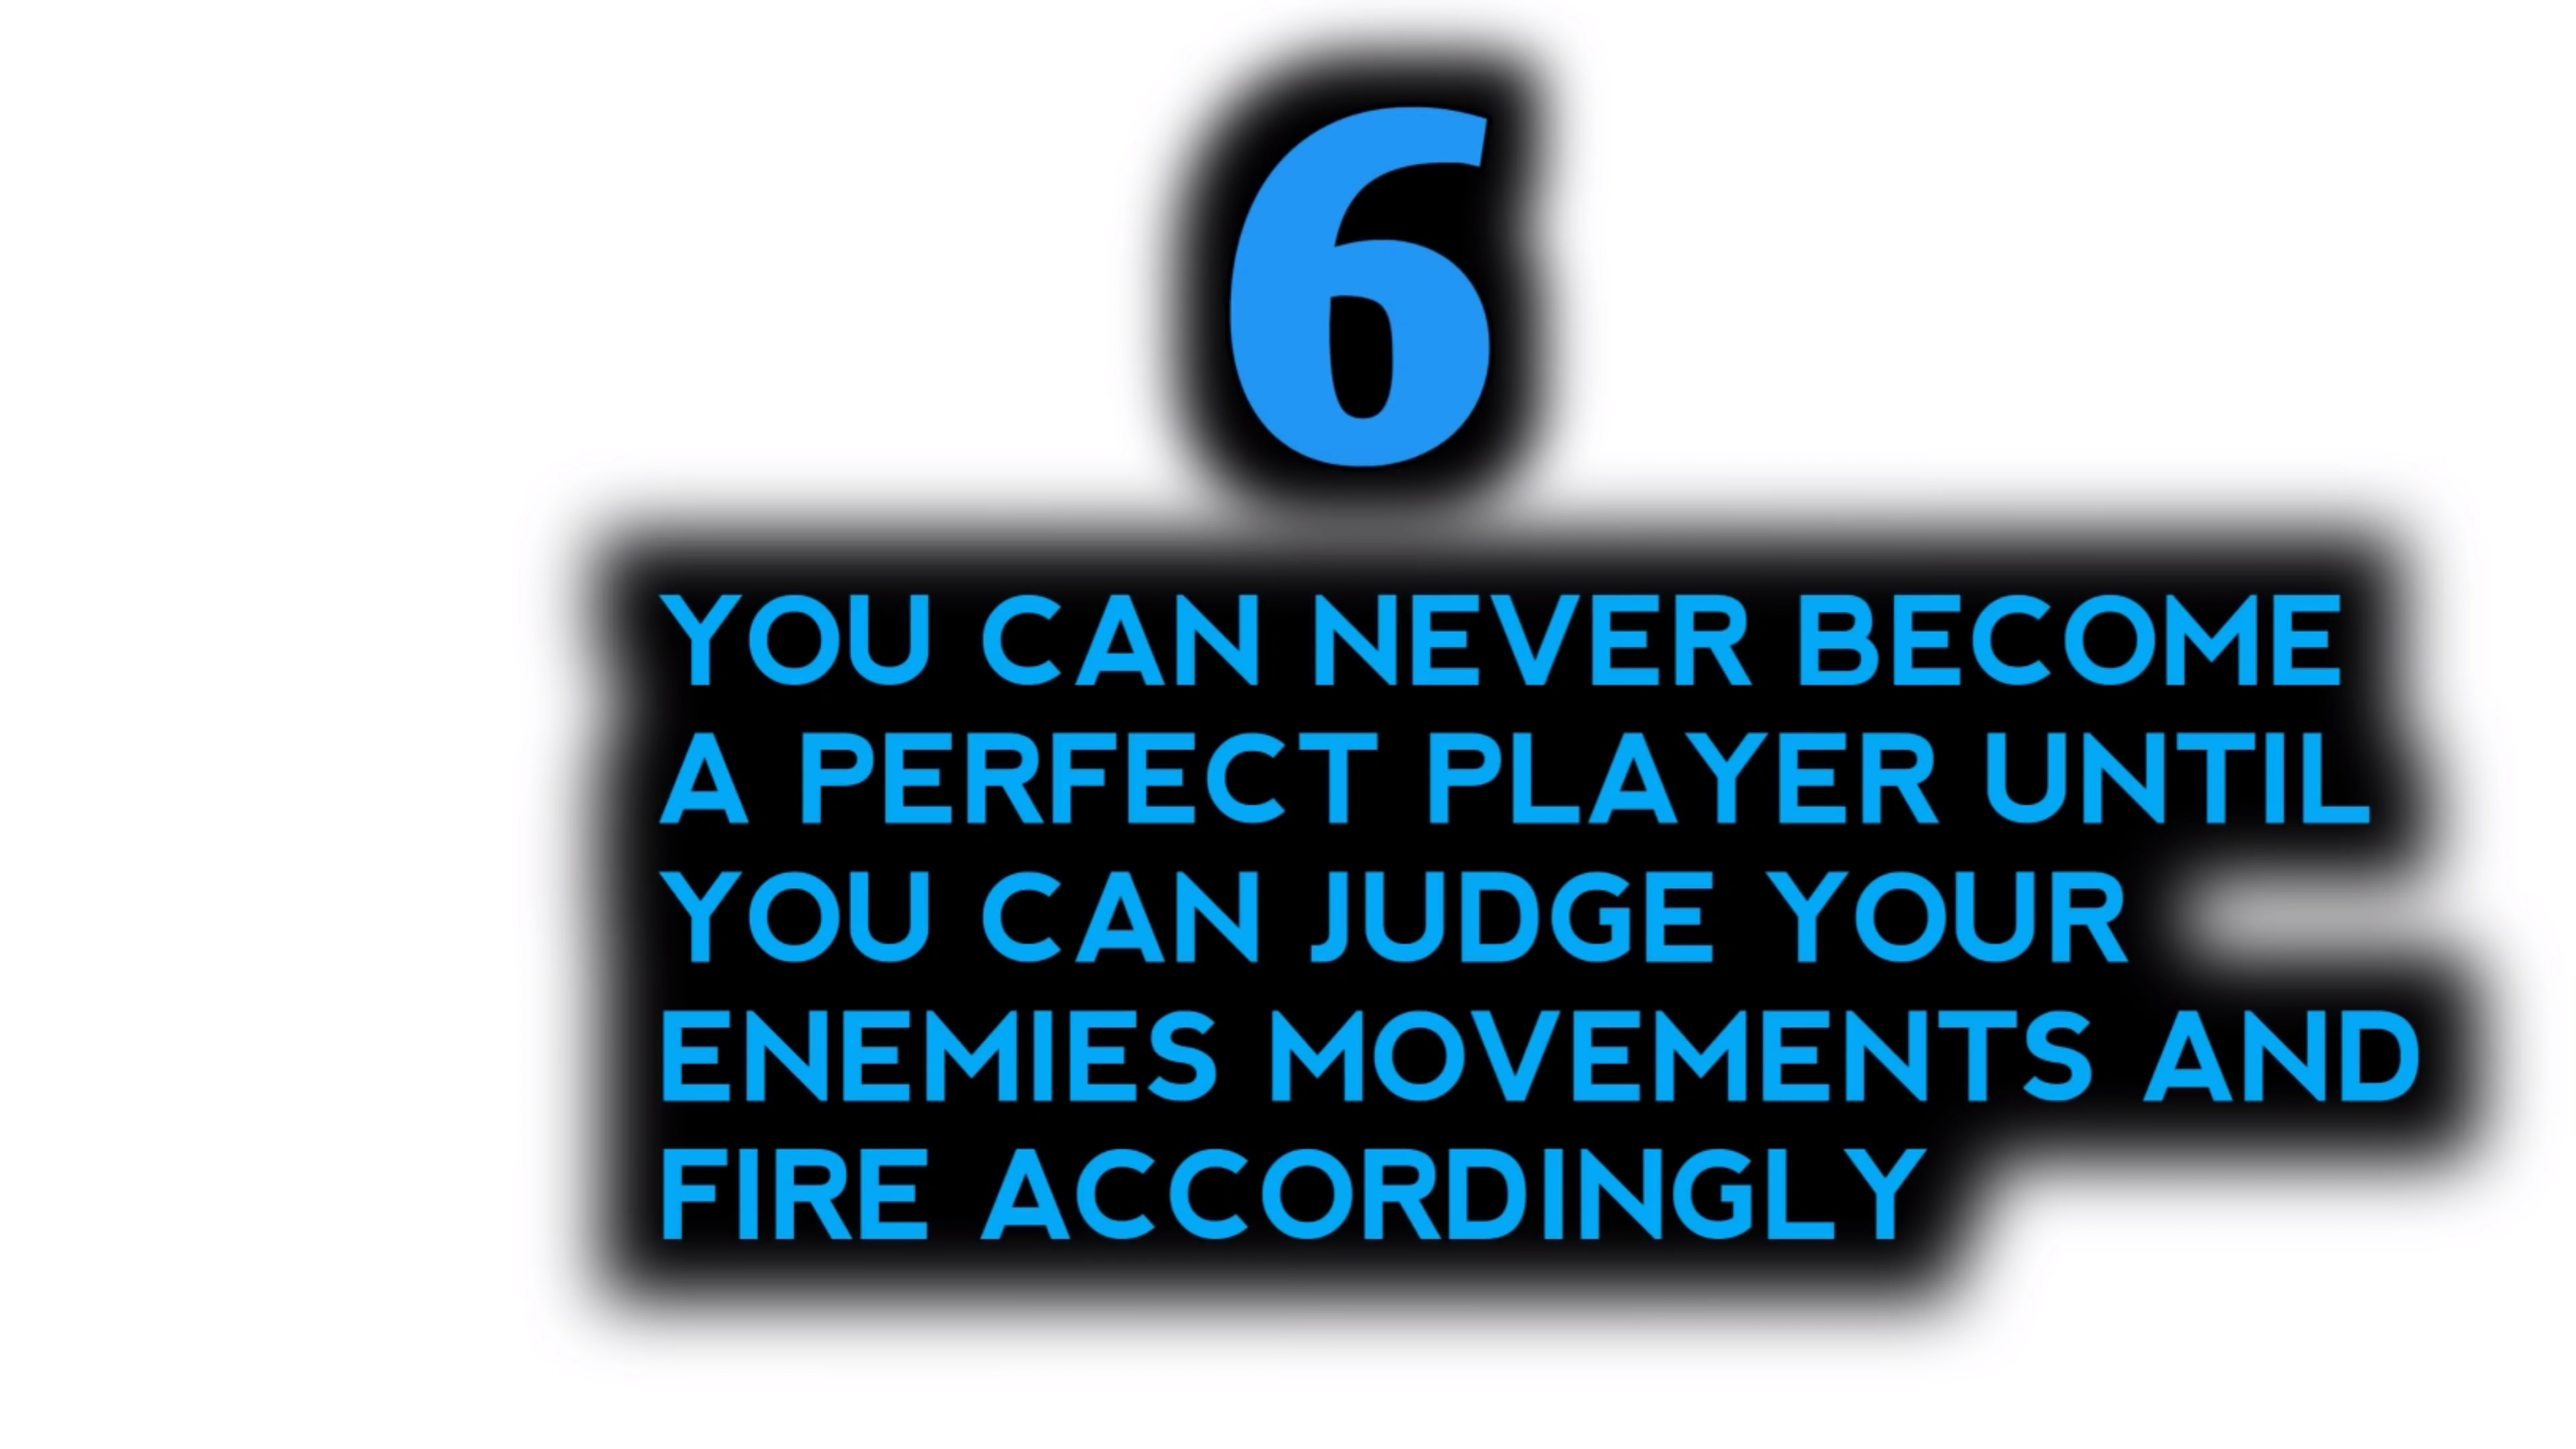 6
YOU CAN NEVER BECOME
A PERFECT PLAYER UNTIL
YOU CAN JUDGE YOUR
ENEMIES MOVEMENTS AND
FIRE ACCORDINGLY